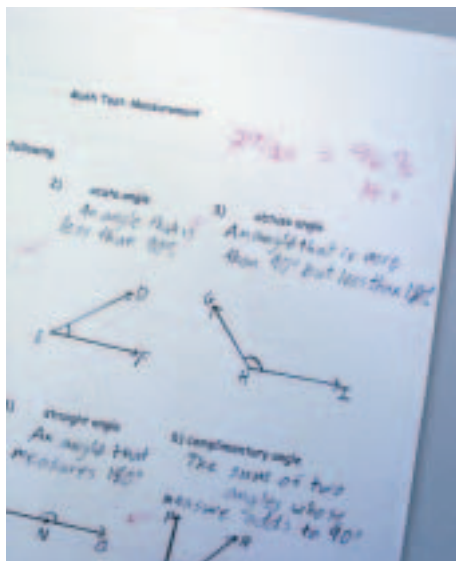 Math Test: Measurement
following
2) acute angle
An angle that is
less than 90°
D
E
F
3) obtuse angle
An angle that is more
than 90° but less than 180°
G
H
I
straight angle
An angle that
measures 180°
N
O
5) complimentary angle
The sum of two
angles whose
measure adds to 90°
P
R